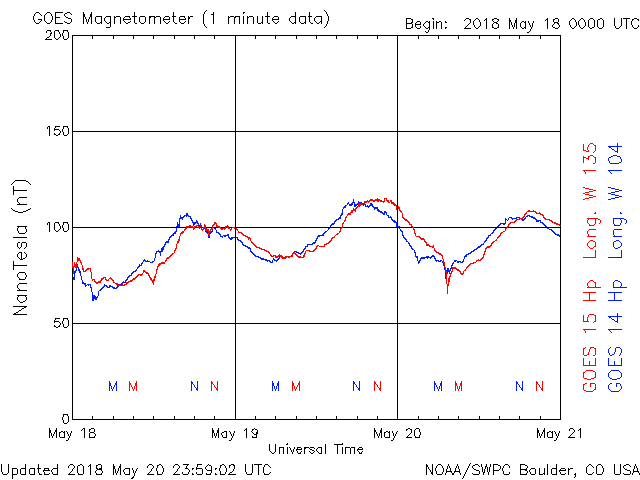 GOES Magnetometer (1 minute data)
Begin: 2018 May 18 0000 UTC
200
150
100
50
0
NanoTesla (nT)
M M N N M M N N M M N N
May 18 May 19 May 20 May 21
Universal Time
GOES 15 Hp Long. W 135
GOES 14 Hp Long. W 104
Updated 2018 May 20 23:59:02 UTC
NOAA/SWPC Boulder, CO USA